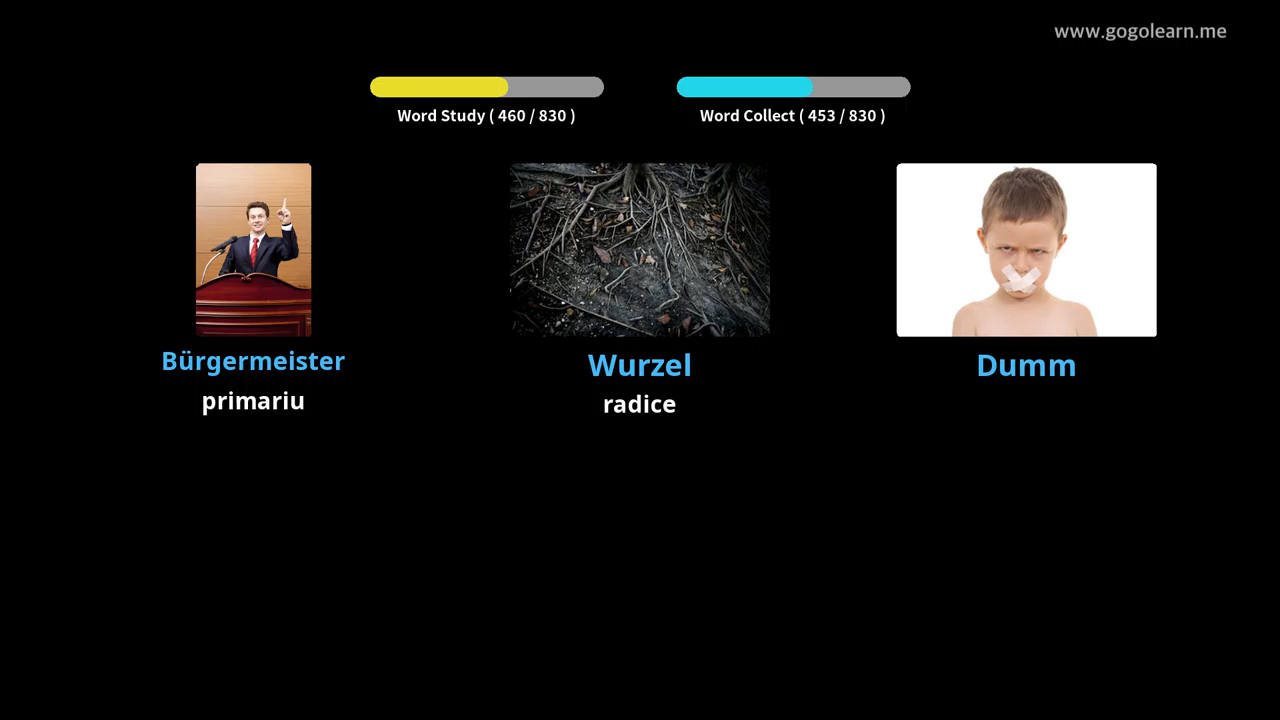 www.gogolearn.me
Word Study ( 460 / 830 )
Word Collect ( 453 / 830 )
Bürgermeister
primariu
Wurzel
radice
Dumm